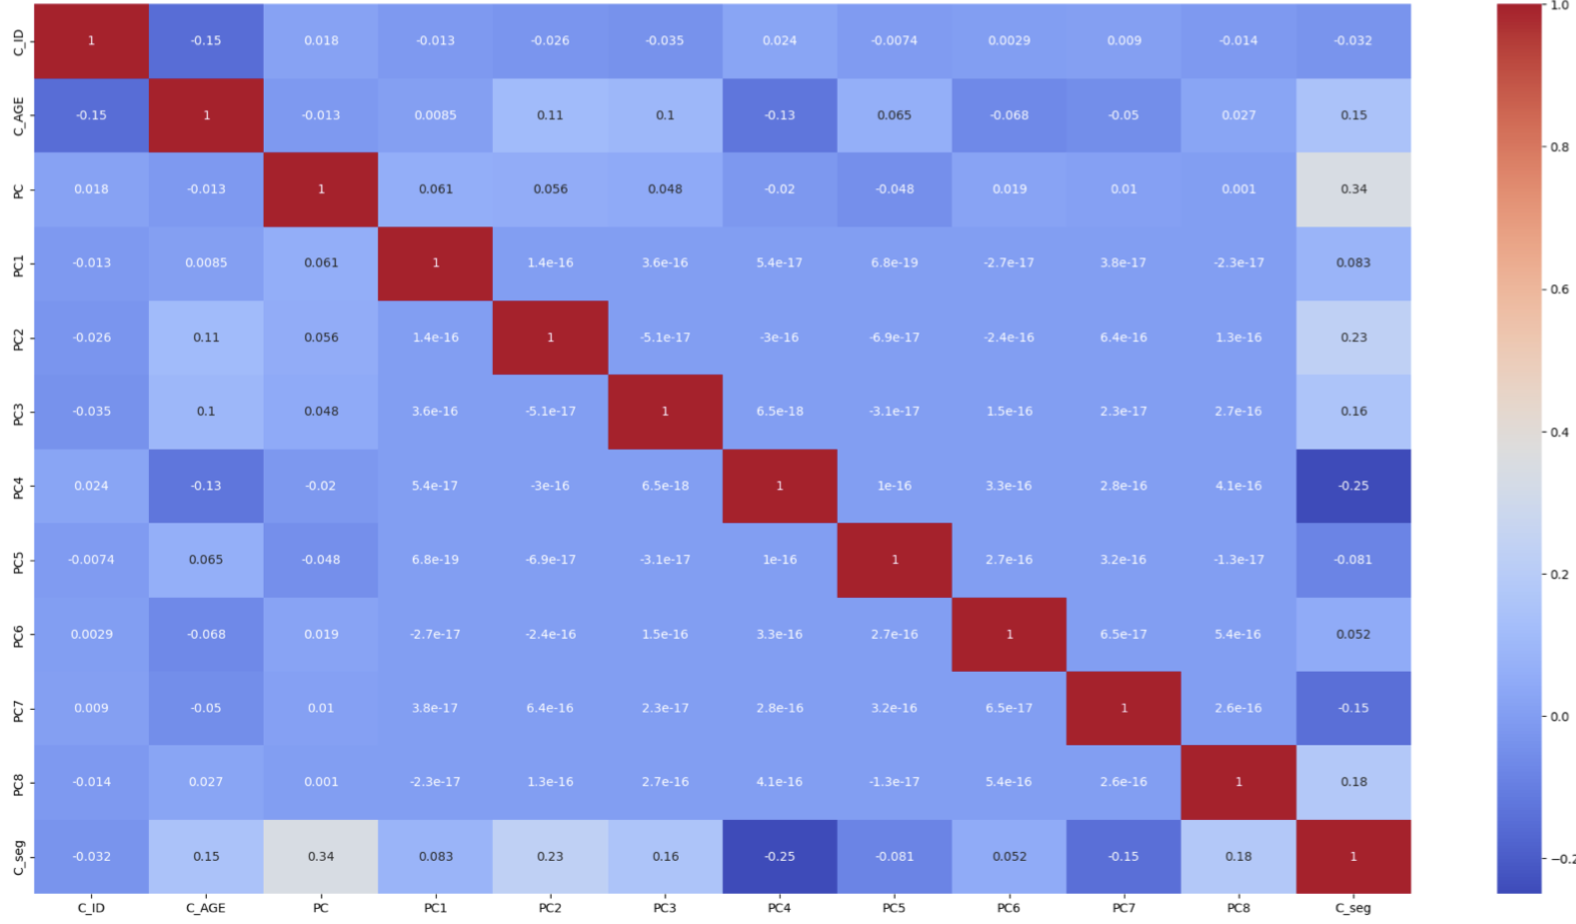 C_ID 1 -0.15 0.018 -0.013 -0.026 -0.035 0.024 -0.0074 0.0029 0.009 -0.014 -0.032
C_AGE -0.15 1 -0.013 0.0085 0.11 0.1 -0.13 0.065 -0.068 -0.05 0.027 0.15
PC 0.018 -0.013 1 0.061 0.056 0.048 -0.02 -0.048 0.019 0.01 0.001 0.34
PC1 -0.013 0.0085 0.061 1 1.4e-16 3.6e-16 5.4e-17 6.8e-19 -2.7e-17 3.8e-17 -2.3e-17 0.083
PC2 -0.026 0.11 0.056 1.4e-16 1 -5.1e-17 -3e-16 -6.9e-17 -2.4e-16 6.4e-16 1.3e-16 0.23
PC3 -0.035 0.1 0.048 3.6e-16 -5.1e-17 1 6.5e-18 -3.1e-17 1.5e-16 2.3e-17 2.7e-16 0.16
PC4 0.024 -0.13 -0.02 5.4e-17 -3e-16 6.5e-18 1 1e-16 3.3e-16 2.8e-16 4.1e-16 -0.25
PC5 -0.0074 0.065 -0.048 6.8e-19 -6.9e-17 -3.1e-17 1e-16 1 2.7e-16 3.2e-16 -1.3e-17 -0.081
PC6 0.0029 -0.068 0.019 -2.7e-17 -2.4e-16 1.5e-16 3.3e-16 2.7e-16 1 6.5e-17 5.4e-16 0.052
PC7 0.009 -0.05 0.01 3.8e-17 6.4e-16 2.3e-17 2.8e-16 3.2e-16 6.5e-17 1 2.6e-16 -0.15
PC8 -0.014 0.027 0.001 -2.3e-17 1.3e-16 2.7e-16 4.1e-16 -1.3e-17 5.4e-16 2.6e-16 1 0.18
C_seg -0.032 0.15 0.34 0.083 0.23 0.16 -0.25 -0.081 0.052 -0.15 0.18 1
C_ID C_AGE PC PC1 PC2 PC3 PC4 PC5 PC6 PC7 PC8 C_seg
1.0
0.8
0.6
0.4
0.2
0.0
−0.2